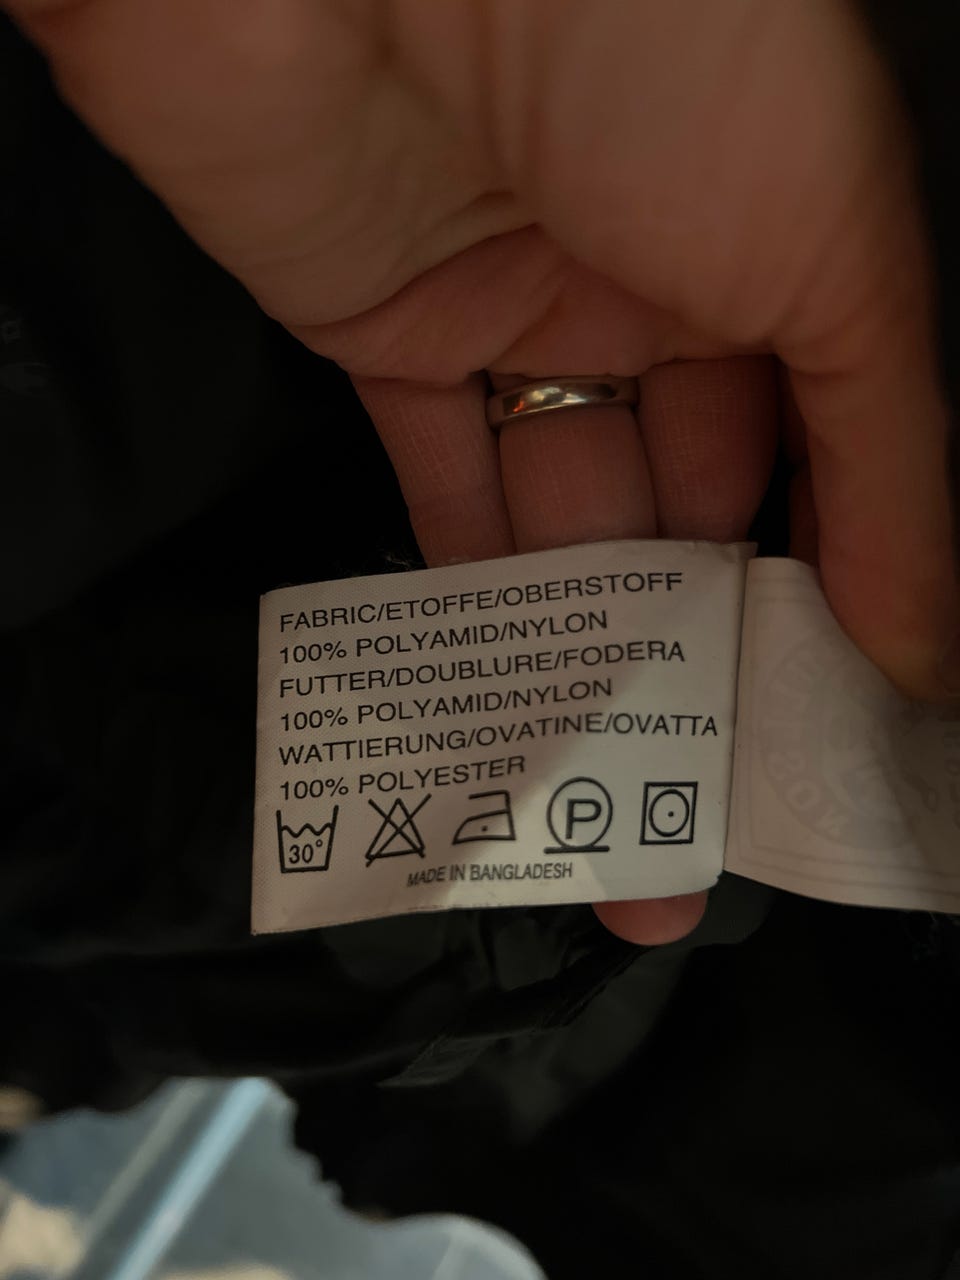 FABRIC/ETOFFE/OBERSTOFF
100% POLYAMID/NYLON
FUTTER/DOUBLURE/FODERA
100% POLYAMID/NYLON
WATTIERUNG/OVATINE/OVATTA
100% POLYESTER
30° P
MADE IN BANGLADESH